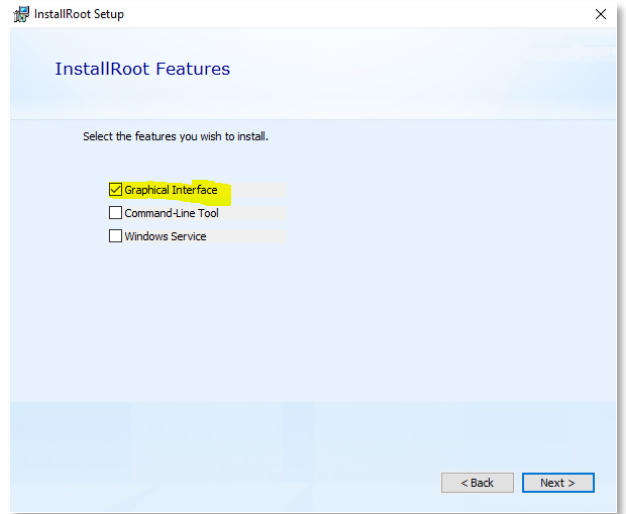 InstallRoot Setup
InstallRoot Features
Select the features you wish to install.
Graphical Interface
Command-Line Tool
Windows Service
< Back Next >